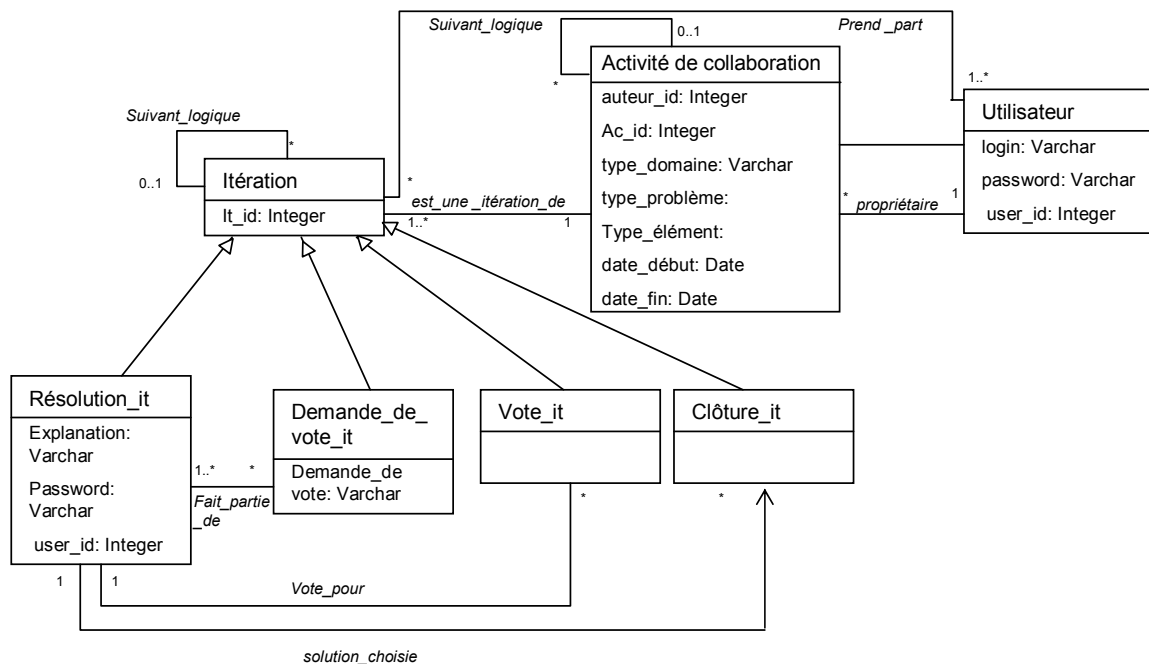 Suivant_logique
Prend _part
0..1
Activité de collaboration
*
1..*
auteur_id: Integer
Ac_id: Integer
type_domaine: Varchar
type_problème:
Type_élément:
date_début: Date
date_fin: Date
Utilisateur
login: Varchar
password: Varchar
user_id: Integer
*
1
propriétaire
Suivant_logique
*
0..1
Itération
It_id: Integer
*
est_une _itération_de
1..*
1
Résolution_it
Explanation:
Varchar
Password:
Varchar
user_id: Integer
Demande_de_
vote_it
Demande_de
vote: Varchar
Vote_it
Clôture_it
1..*
*
Fait_partie
_de
*
*
1
1
Vote_pour
solution_choisie